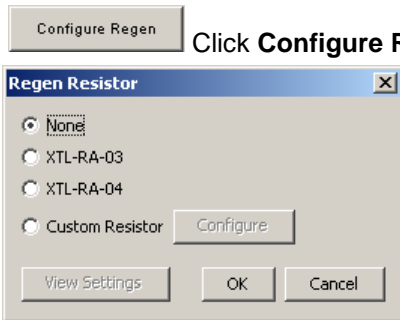 Configure Regen
Click Configure R
Regen Resistor
None
XTL-RA-03
XTL-RA-04
Custom Resistor Configure
View Settings OK Cancel